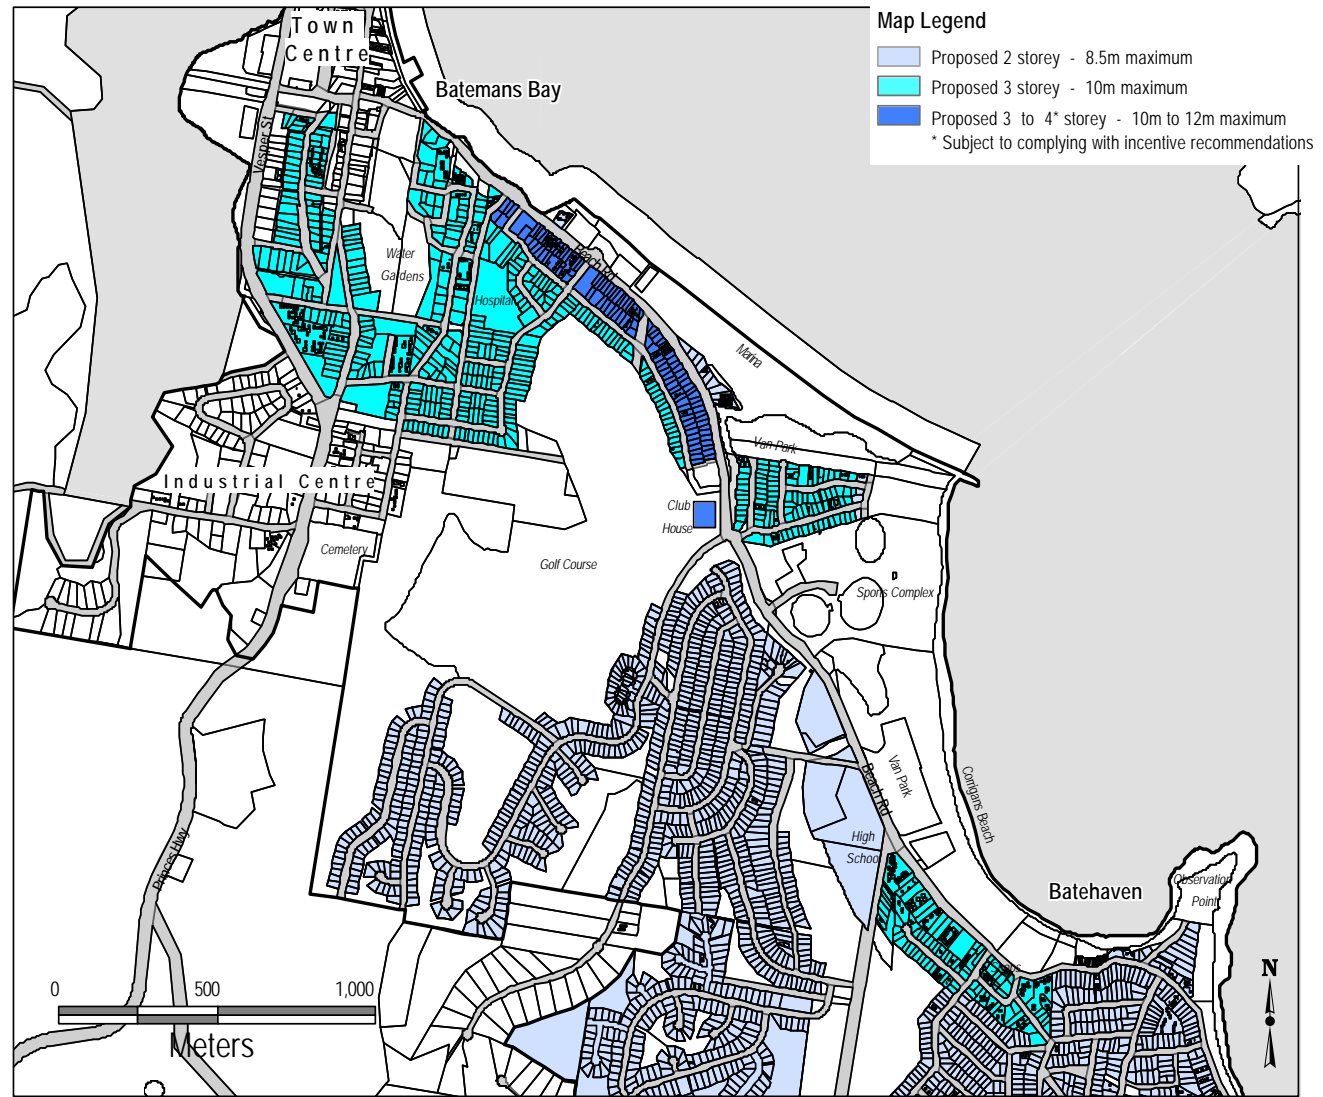 Town
Centre
Map Legend
Proposed 2 storey - 8.5m maximum
Proposed 3 storey - 10m maximum
Proposed 3 to 4* storey - 10m to 12m maximum
* Subject to complying with incentive recommendations
Batemans Bay
Vesper St
Beach Rd
Water
Gardens
Hospital
Marina
Van Park
Industrial Centre
Club
House
Cemetery
Golf Course
Sports Complex
Van Park
Beach Rd
Corrigans Beach
High
School
Princes Hwy
Batehaven
Observation
Point
N
0 500 1,000
Meters